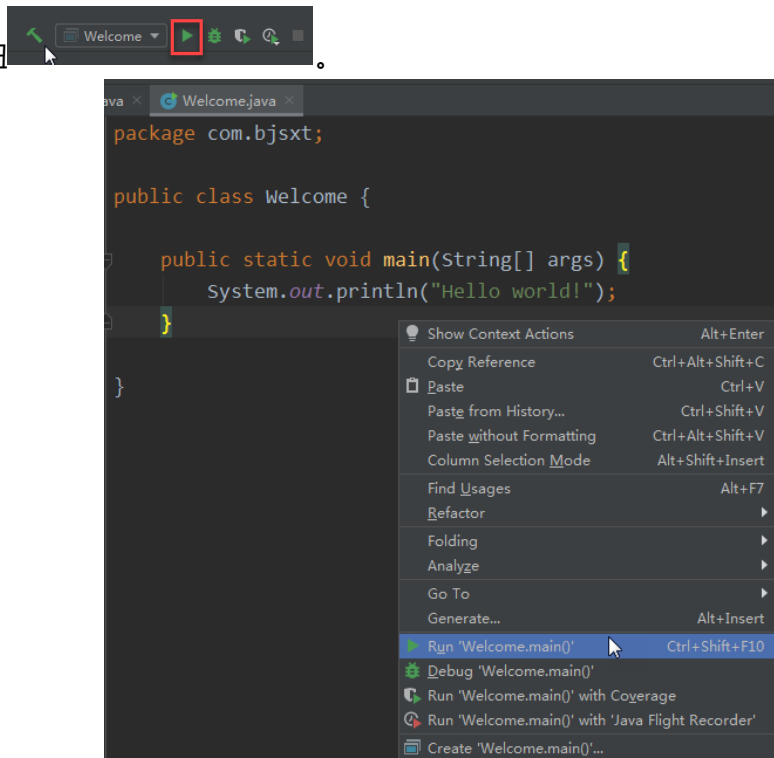 Welcome
。
ava
Welcome.java
package com.bjsxt;
public class Welcome {
public static void main(String[] args) {
System.out.println("Hello world!");
}
}
Show Context Actions Alt+Enter
Copy Reference Ctrl+Alt+Shift+C
Paste Ctrl+V
Paste from History... Ctrl+Shift+V
Paste without Formatting Ctrl+Alt+Shift+V
Column Selection Mode Alt+Shift+Insert
Find Usages Alt+F7
Refactor
Folding
Analyze
Go To
Generate... Alt+Insert
Run 'Welcome.main()' Ctrl+Shift+F10
Debug 'Welcome.main()'
Run 'Welcome.main()' with Coverage
Run 'Welcome.main()' with 'Java Flight Recorder'
Create 'Welcome.main()'...